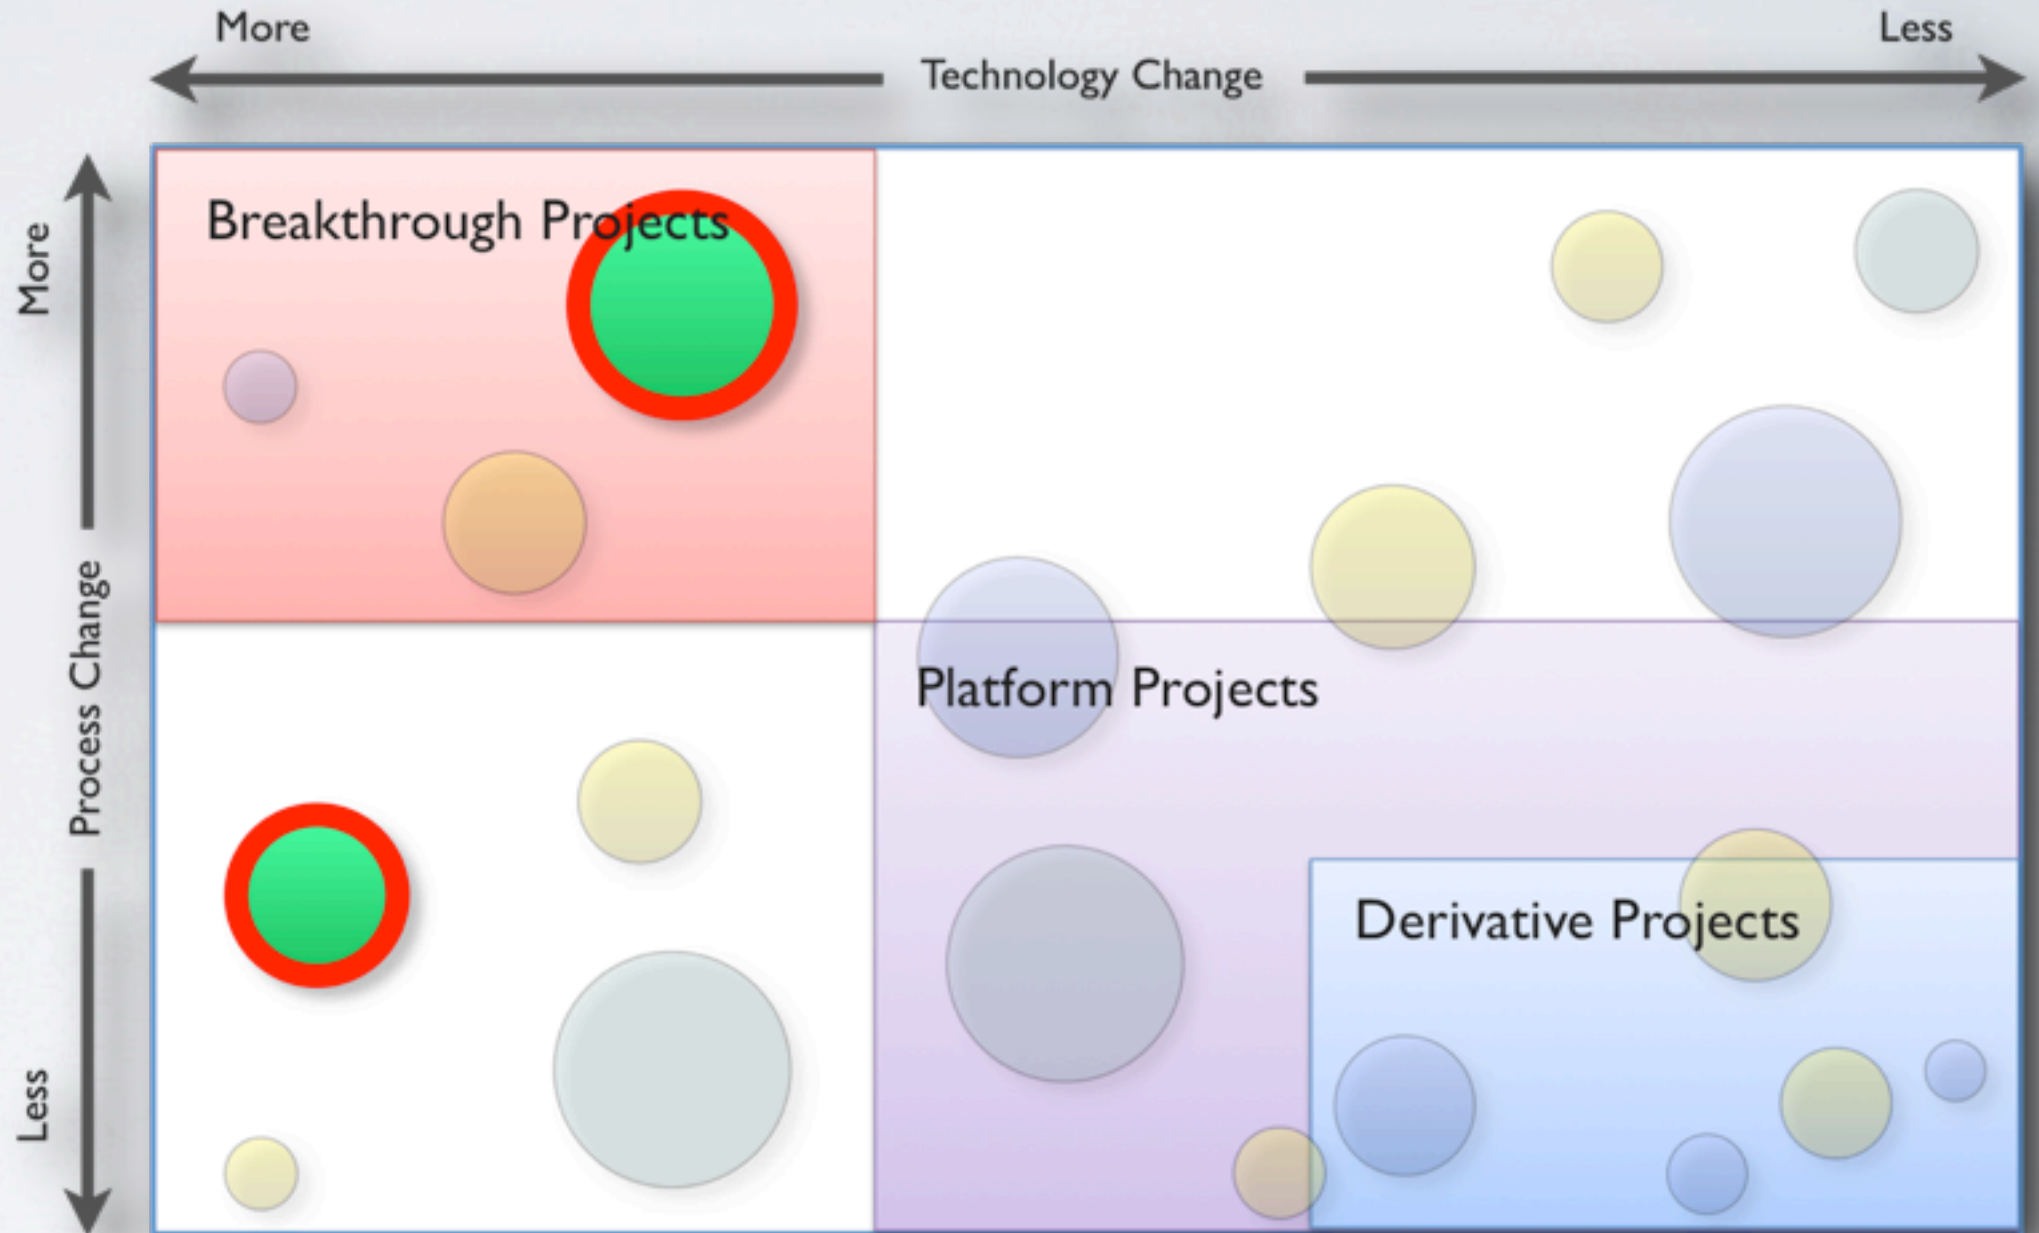 More
Less
Technology Change
Breakthrough Projects
More
Process Change
Platform Projects
Derivative Projects
Less